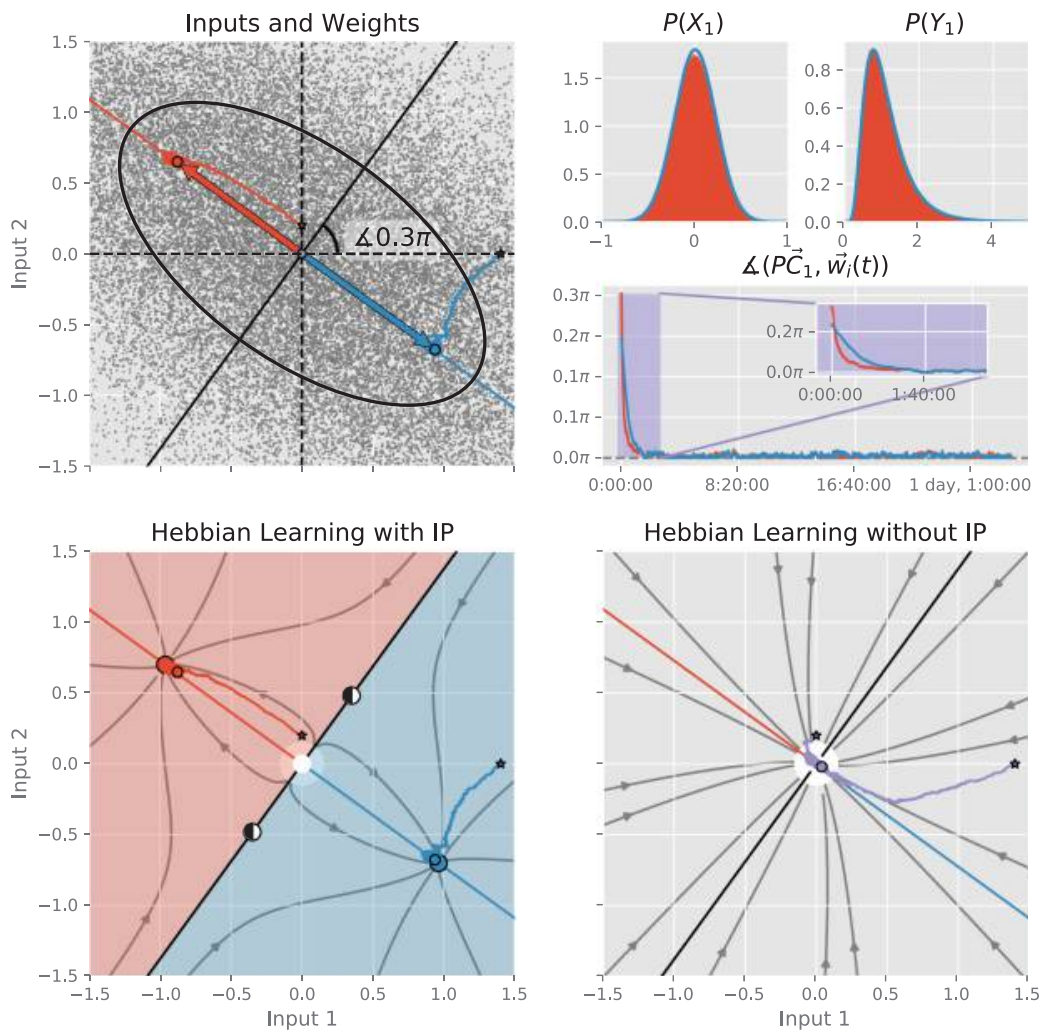 Inputs and Weights
1.5
1.0
0.5
0.0
−0.5
−1.0
−1.5
Input 2
∡0.3π
P(X₁)
1.5
1.0
0.5
0.0
−1 0 1
P(Y₁)
0.8
0.6
0.4
0.2
0.0
0 2 4
∡(PC⃗₁, w⃗ᵢ(t))
0.3π
0.2π
0.2π
0.1π
0.1π
0.0π
0.2π
0.0π
0:00:00 1:40:00
0:00:00 8:20:00 16:40:00 1 day, 1:00:00
Hebbian Learning with IP
1.5
1.0
0.5
0.0
−0.5
−1.0
−1.5
Input 2
−1.5 −1.0 −0.5 0.0 0.5 1.0 1.5
Input 1
Hebbian Learning without IP
−1.5 −1.0 −0.5 0.0 0.5 1.0 1.5
Input 1